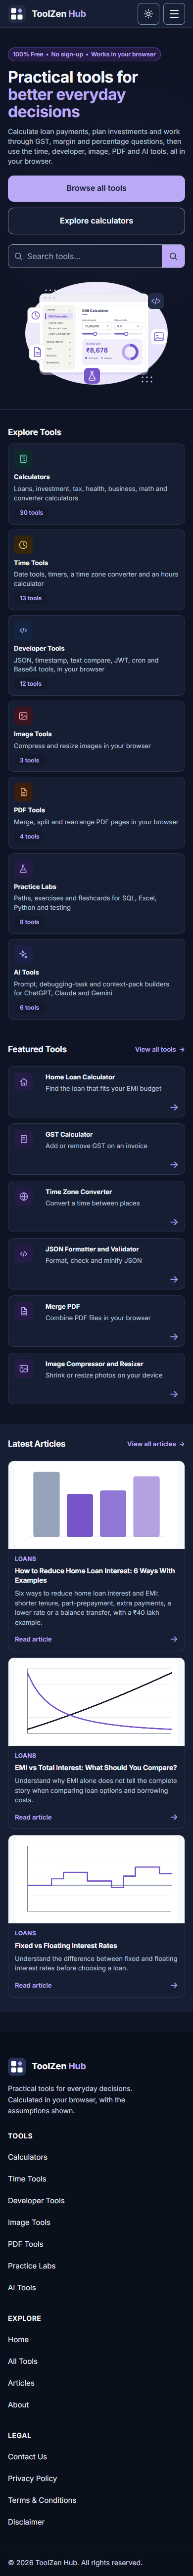 ToolZen Hub
100% Free • No sign-up • Works in your browser
Practical tools for
better everyday
decisions
Calculate loan payments, plan investments and work
through GST, margin and percentage questions, then
use the time, developer, image, PDF and AI tools, all in
your browser.
Browse all tools
Explore calculators
Search tools...
EMI Calculator
₹8,678
Explore Tools
Calculators
Loans, investment, tax, health, business, math and
converter calculators
30 tools
Time Tools
Date tools, timers, a time zone converter and an hours
calculator
13 tools
Developer Tools
JSON, timestamp, text compare, JWT, cron and
Base64 tools, in your browser
12 tools
Image Tools
Compress and resize images in your browser
3 tools
PDF Tools
Merge, split and rearrange PDF pages in your browser
4 tools
Practice Labs
Paths, exercises and flashcards for SQL, Excel,
Python and testing
8 tools
AI Tools
Prompt, debugging-task and context-pack builders
for ChatGPT, Claude and Gemini
6 tools
Featured Tools
View all tools →
Home Loan Calculator
Find the loan that fits your EMI budget
GST Calculator
Add or remove GST on an invoice
Time Zone Converter
Convert a time between places
JSON Formatter and Validator
Format, check and minify JSON
Merge PDF
Combine PDF files in your browser
Image Compressor and Resizer
Shrink or resize photos on your device
Latest Articles
View all articles →
LOANS
How to Reduce Home Loan Interest: 6 Ways With
Examples
Six ways to reduce home loan interest and EMI:
shorter tenure, part-prepayment, extra payments, a
lower rate or a balance transfer, with a ₹40 lakh
example.
Read article
LOANS
EMI vs Total Interest: What Should You Compare?
Understand why EMI alone does not tell the complete
story when comparing loan options and borrowing
costs.
Read article
LOANS
Fixed vs Floating Interest Rates
Understand the difference between fixed and floating
interest rates before choosing a loan.
Read article
ToolZen Hub
Practical tools for everyday decisions.
Calculated in your browser, with the
assumptions shown.
TOOLS
Calculators
Time Tools
Developer Tools
Image Tools
PDF Tools
Practice Labs
AI Tools
EXPLORE
Home
All Tools
Articles
About
LEGAL
Contact Us
Privacy Policy
Terms & Conditions
Disclaimer
© 2026 ToolZen Hub. All rights reserved.